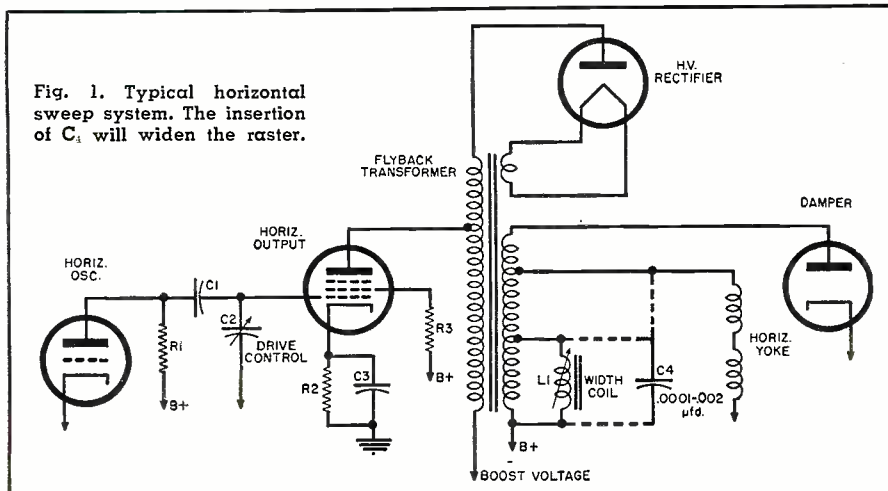 Fig. 1. Typical horizontal
sweep system. The insertion
of C4 will widen the raster.
H.V.
RECTIFIER
FLYBACK
TRANSFORMER
DAMPER
HORIZ.
OUTPUT
HORIZ.
OSC.
C1
C2
DRIVE
CONTROL
R1
B+
R2
C3
R3
B+
L1
WIDTH
COIL
C4
.0001-.002
µfd.
HORIZ.
YOKE
B+
BOOST VOLTAGE